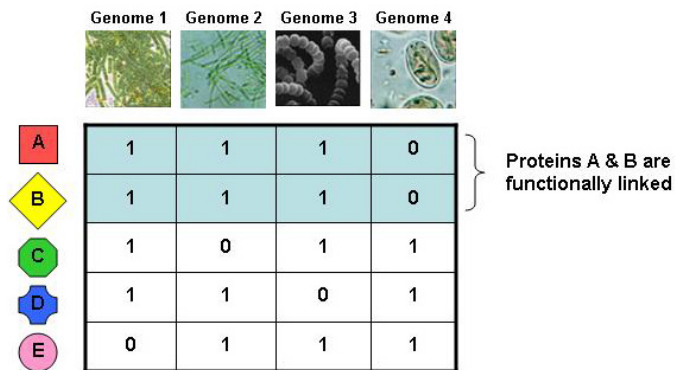 Genome 1 Genome 2 Genome 3 Genome 4
A 1 1 1 0
B 1 1 1 0
Proteins A & B are
functionally linked
C 1 0 1 1
D 1 1 0 1
E 0 1 1 1